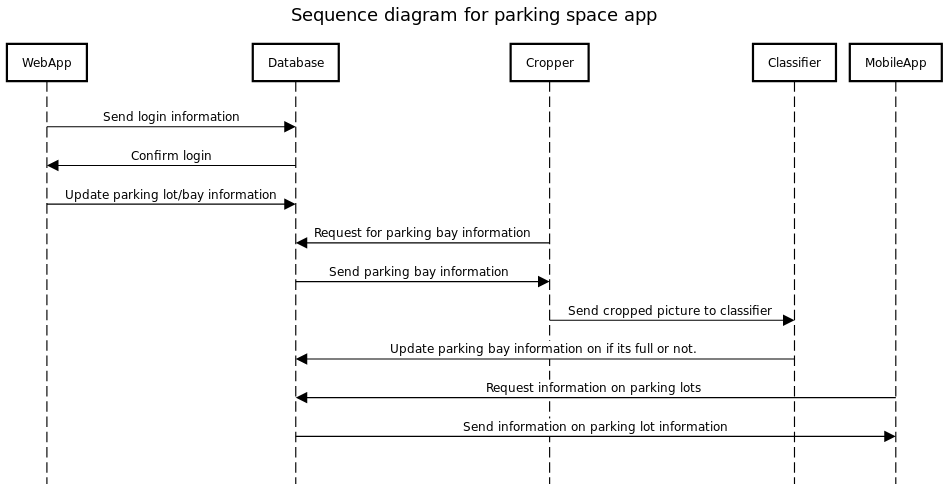 Sequence diagram for parking space app
WebApp
Database
Cropper
Classifier
MobileApp
Send login information
Confirm login
Update parking lot/bay information
Request for parking bay information
Send parking bay information
Send cropped picture to classifier
Update parking bay information on if its full or not.
Request information on parking lots
Send information on parking lot information